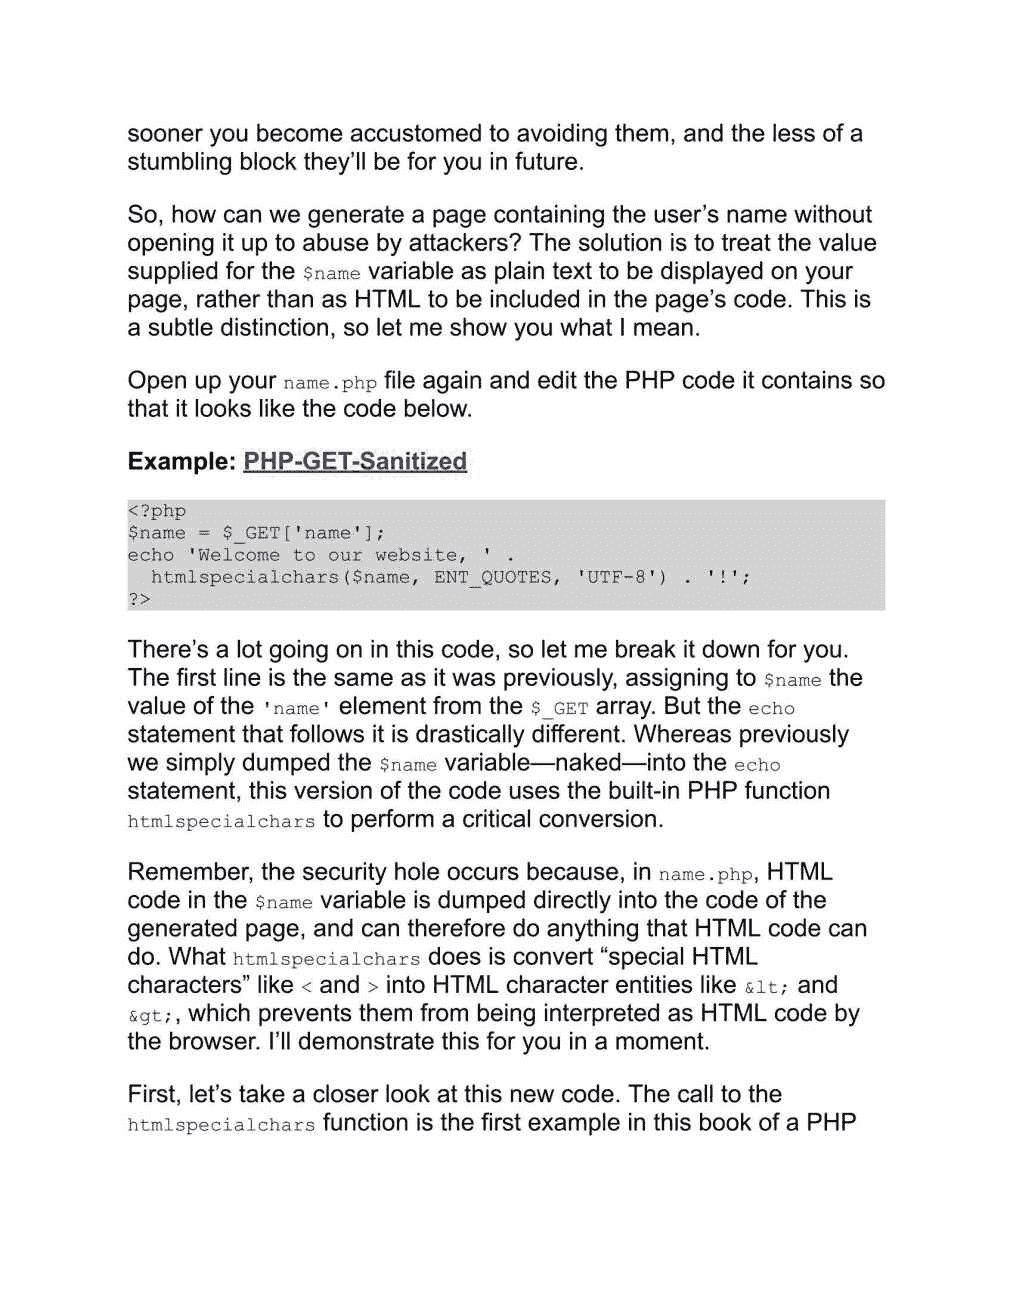 sooner you become accustomed to avoiding them, and the less of a
stumbling block they’ll be for you in future.
So, how can we generate a page containing the user’s name without
opening it up to abuse by attackers? The solution is to treat the value
supplied for the $name variable as plain text to be displayed on your
page, rather than as HTML to be included in the page’s code. This is
a subtle distinction, so let me show you what I mean.
Open up your name.php file again and edit the PHP code it contains so
that it looks like the code below.
Example: PHP-GET-Sanitized
<?php
$name = $_GET['name'];
echo 'Welcome to our website, ' .
  htmlspecialchars($name, ENT_QUOTES, 'UTF-8') . '!';
?>
There’s a lot going on in this code, so let me break it down for you.
The first line is the same as it was previously, assigning to $name the
value of the 'name' element from the $_GET array. But the echo
statement that follows it is drastically different. Whereas previously
we simply dumped the $name variable—naked—into the echo
statement, this version of the code uses the built-in PHP function
htmlspecialchars to perform a critical conversion.
Remember, the security hole occurs because, in name.php, HTML
code in the $name variable is dumped directly into the code of the
generated page, and can therefore do anything that HTML code can
do. What htmlspecialchars does is convert “special HTML
characters” like < and > into HTML character entities like &lt; and
&gt;, which prevents them from being interpreted as HTML code by
the browser. I’ll demonstrate this for you in a moment.
First, let’s take a closer look at this new code. The call to the
htmlspecialchars function is the first example in this book of a PHP